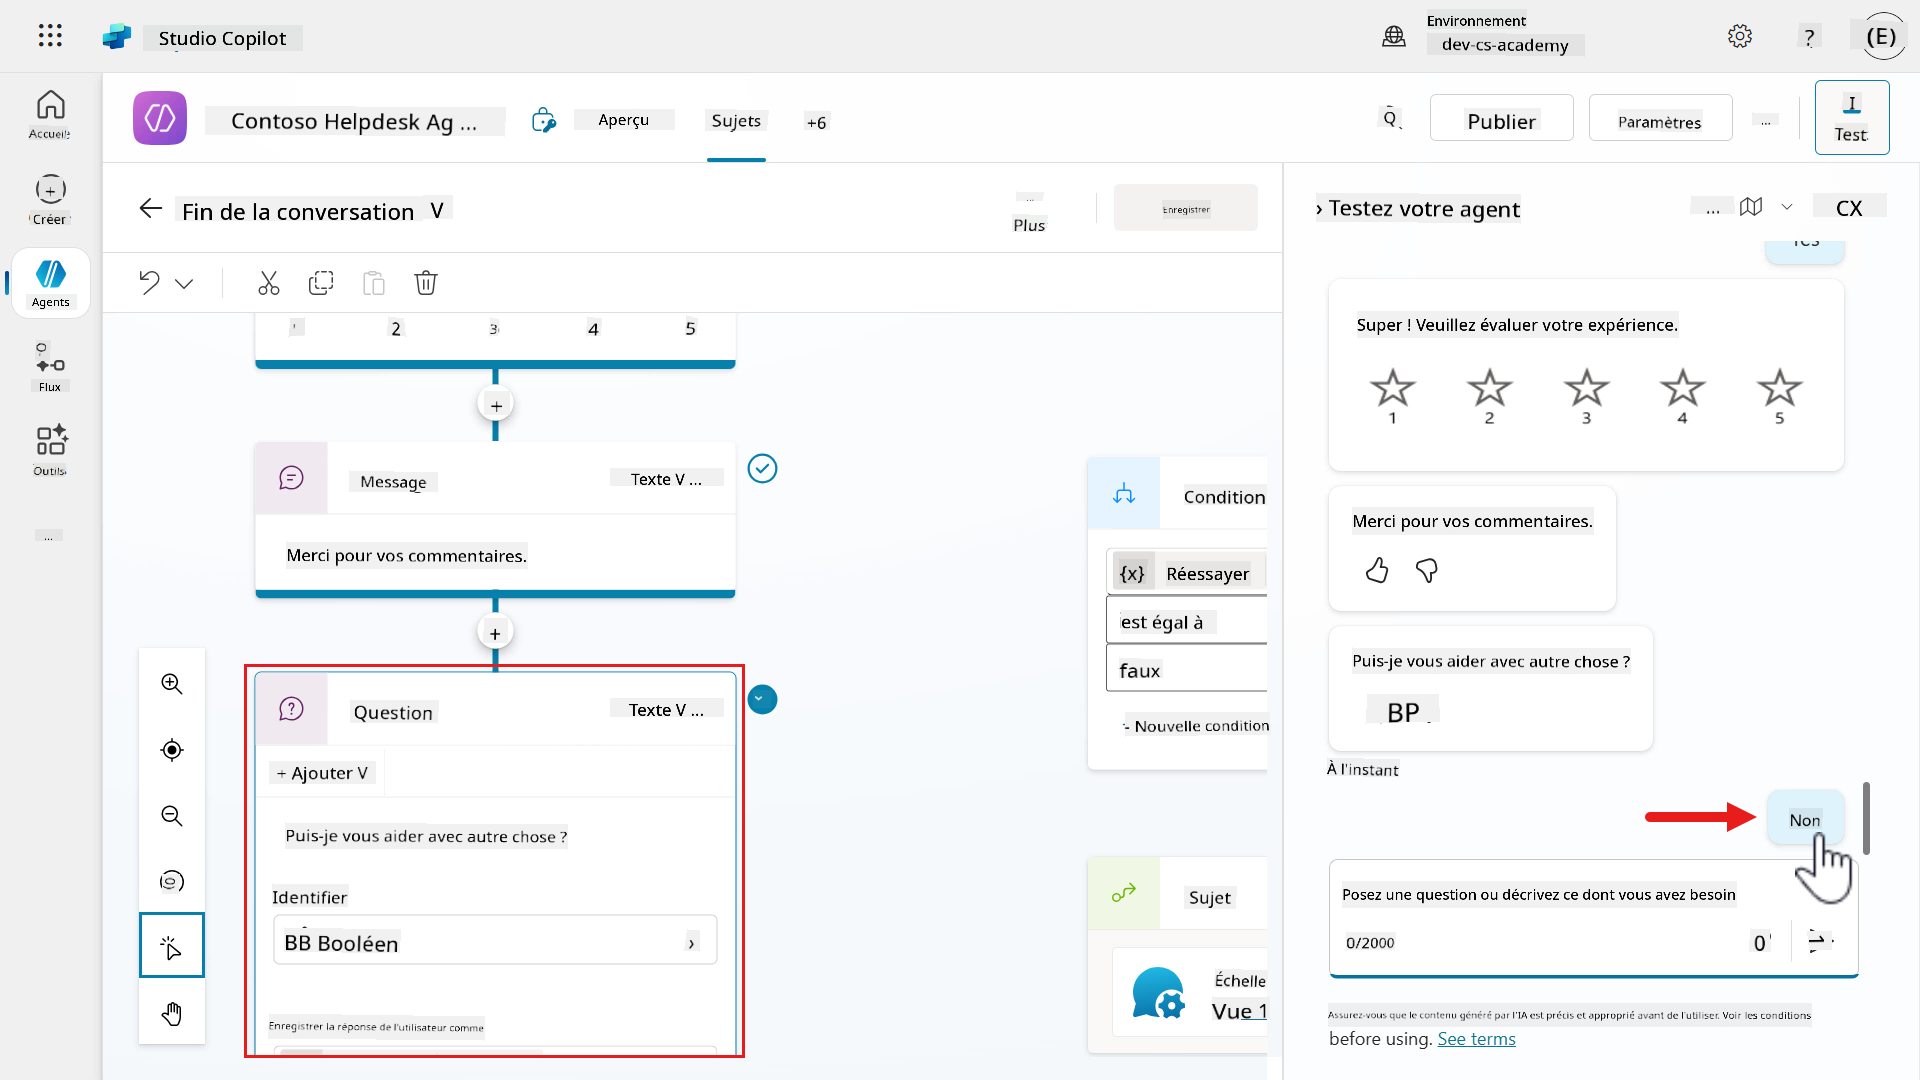 Studio Copilot
Environnement
dev-cs-academy
?
(E)
Accueil
Créer
Agents
Flux
Outils
...
Contoso Helpdesk Ag ...
Aperçu
Sujets
+6
Publier
Paramètres
...
Test
Fin de la conversation V
...
Plus
Enregistrer
2
3
4
5
+
Message
Texte V ...
Merci pour vos commentaires.
+
Question
Texte V ...
+ Ajouter V
Puis-je vous aider avec autre chose ?
Identifier
BB Booléen
Enregistrer la réponse de l'utilisateur comme
Condition
{x} Réessayer
est égal à
faux
- Nouvelle condition
Sujet
Échelle
Vue 1
› Testez votre agent
...
CX
Yes
Super ! Veuillez évaluer votre expérience.
1
2
3
4
5
Merci pour vos commentaires.
Puis-je vous aider avec autre chose ?
BP
À l'instant
Non
Posez une question ou décrivez ce dont vous avez besoin
0/2000
0
Assurez-vous que le contenu généré par l'IA est précis et approprié avant de l'utiliser. Voir les conditions
before using. See terms